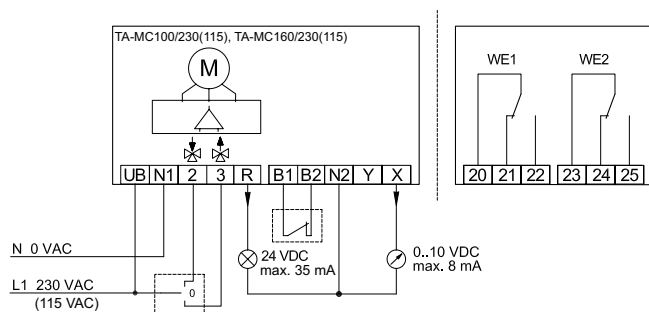 TA-MC100/230(115), TA-MC160/230(115)
M
UB N1 2 3 R B1 B2 N2 Y X
WE1 WE2
20 21 22 23 24 25
N 0 VAC
24 VDC
max. 35 mA
0..10 VDC
max. 8 mA
L1 230 VAC
(115 VAC)
0